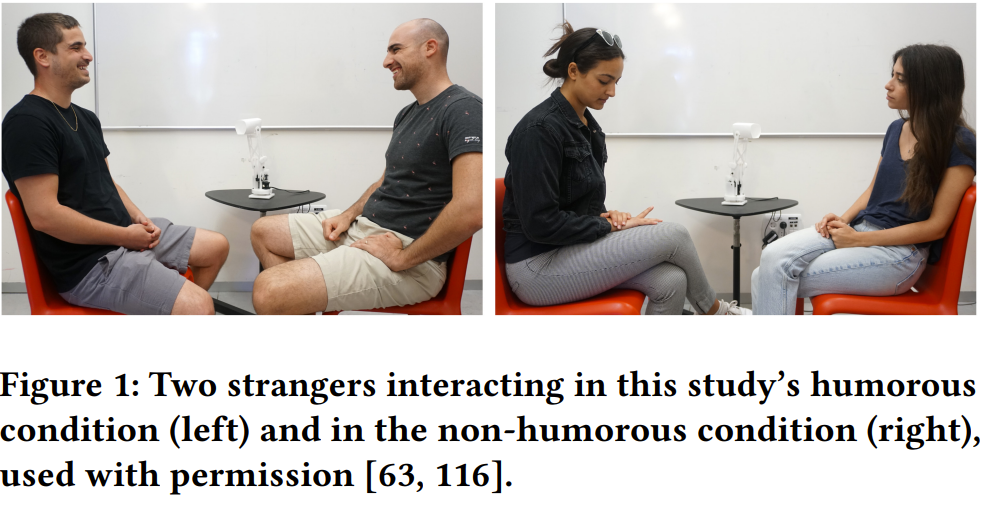 Figure 1: Two strangers interacting in this study's humorous
condition (left) and in the non-humorous condition (right),
used with permission [63, 116].